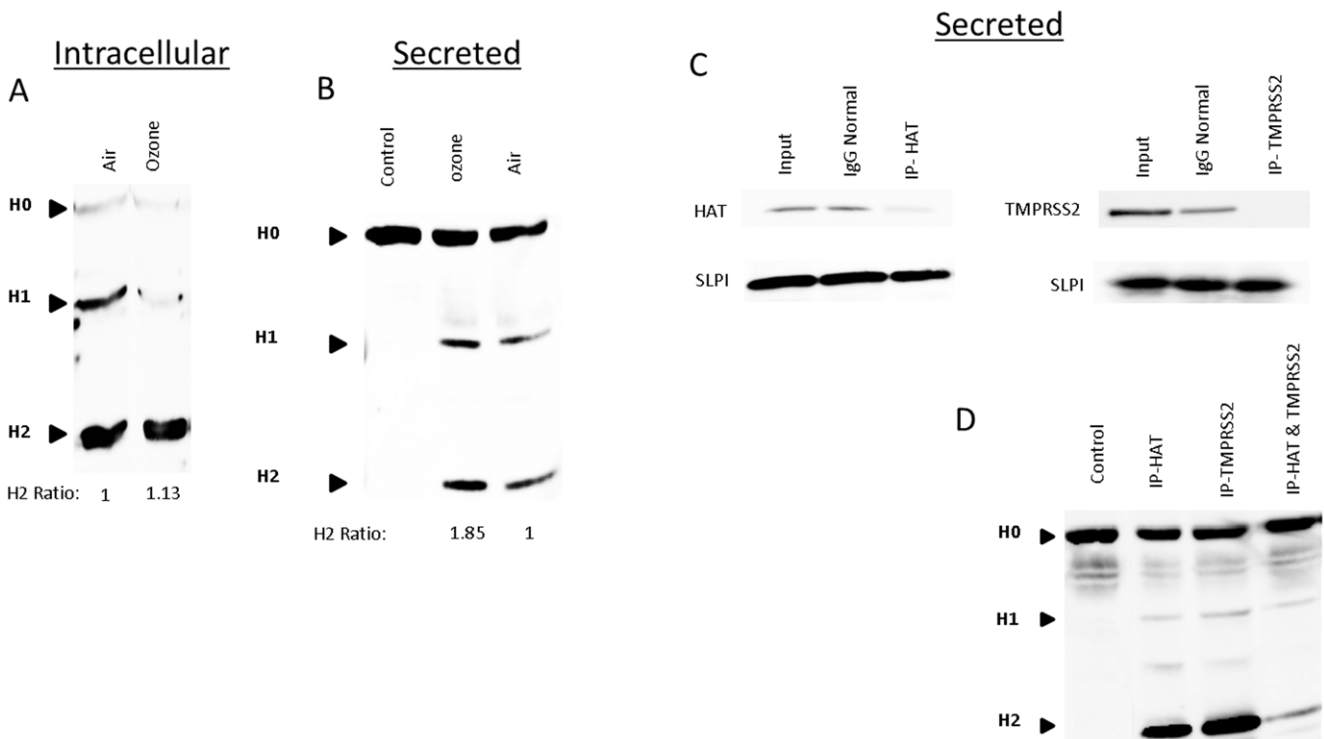 Intracellular
A
Air
Ozone
H0
H1
H2
H2 Ratio: 1 1.13
Secreted
B
Control
ozone
Air
H0
H1
H2
H2 Ratio: 1.85 1
Secreted
C
Input
IgG Normal
IP- HAT
HAT
SLPI
Input
IgG Normal
IP- TMPRSS2
TMPRSS2
SLPI
D
Control
IP-HAT
IP-TMPRSS2
IP-HAT & TMPRSS2
H0
H1
H2